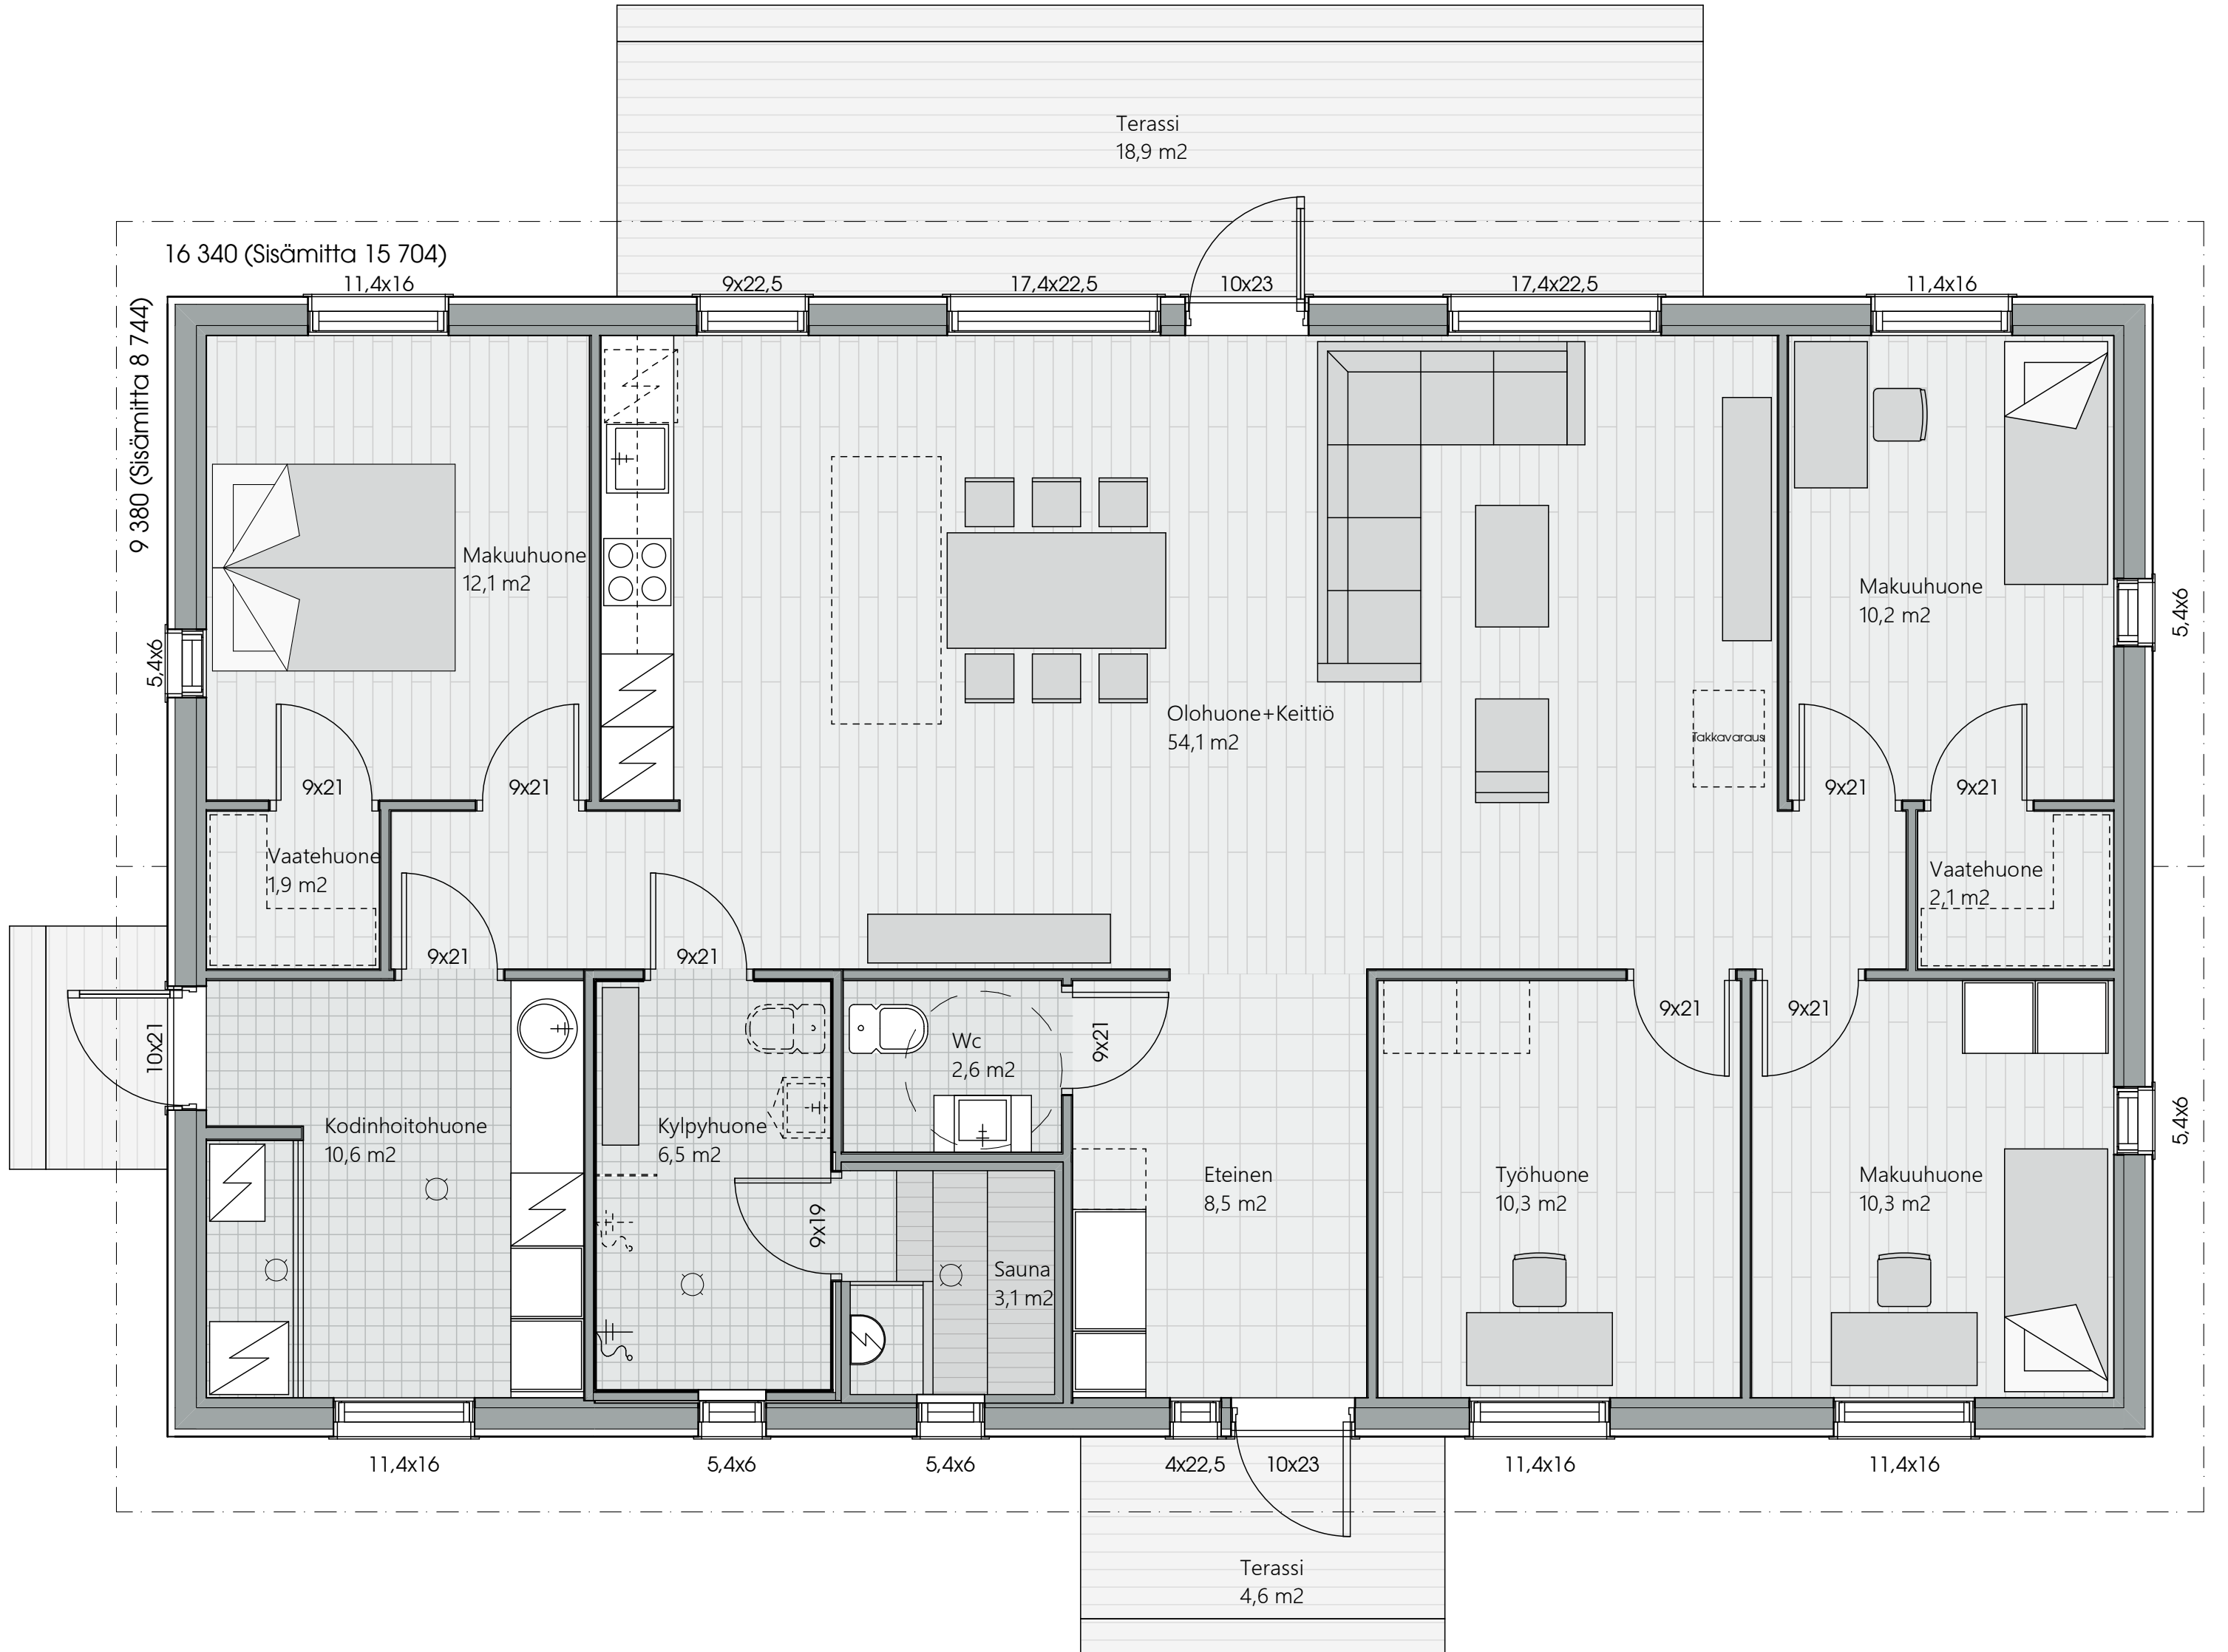 Terassi
18,9 m2
16 340 (Sisämitta 15 704)
9 380 (Sisämitta 8 744)
11,4x16
9x22,5
17,4x22,5
10x23
17,4x22,5
11,4x16
Makuuhuone
12,1 m2
Makuuhuone
10,2 m2
5,4x6
5,4x6
Olohuone+Keittiö
54,1 m2
Takkavaraus
9x21
9x21
9x21
9x21
Vaatehuone
1,9 m2
Vaatehuone
2,1 m2
9x21
9x21
9x21
9x21
10x21
Wc
2,6 m2
9x21
Kodinhoitohuone
10,6 m2
Kylpyhuone
6,5 m2
5,4x6
Eteinen
8,5 m2
Työhuone
10,3 m2
Makuuhuone
10,3 m2
9x19
Sauna
3,1 m2
11,4x16
5,4x6
5,4x6
4x22,5
10x23
11,4x16
11,4x16
Terassi
4,6 m2